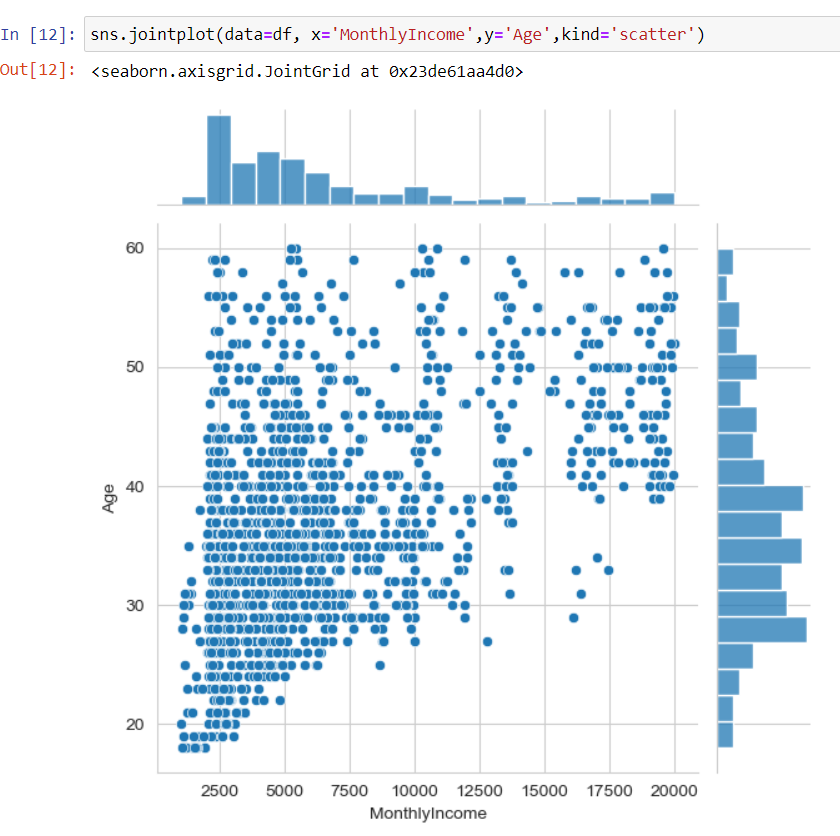 In [12]: sns.jointplot(data=df, x='MonthlyIncome',y='Age',kind='scatter')
Out[12]: <seaborn.axisgrid.JointGrid at 0x23de61aa4d0>
60
50
40
30
20
Age
2500 5000 7500 10000 12500 15000 17500 20000
MonthlyIncome